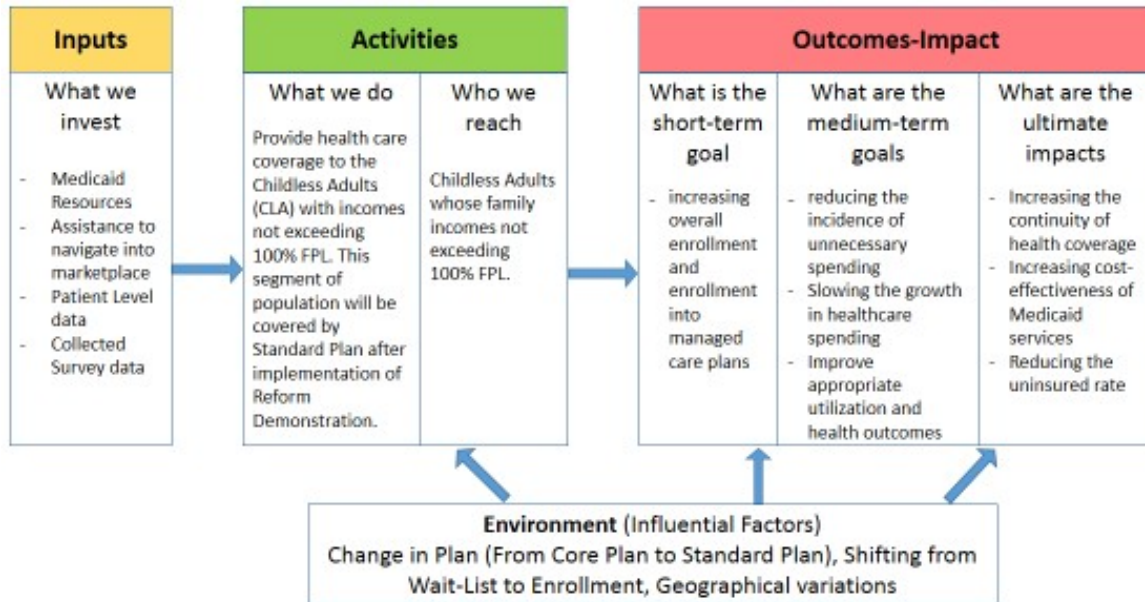 Inputs
What we
invest
- Medicaid
Resources
- Assistance to
navigate into
marketplace
- Patient Level
data
- Collected
Survey data
Activities
What we do
Provide health care
coverage to the
Childless Adults
(CLA) with incomes
not exceeding
100% FPL. This
segment of
population will be
covered by
Standard Plan after
implementation of
Reform
Demonstration.
Who we
reach
Childless Adults
whose family
incomes not
exceeding
100% FPL.
Outcomes-Impact
What is the
short-term
goal
- increasing
overall
enrollment
and
enrollment
into
managed
care plans
What are the
medium-term
goals
- reducing the
incidence of
unnecessary
spending
- Slowing the growth
in healthcare
spending
- Improve
appropriate
utilization and
health outcomes
What are the
ultimate
impacts
- Increasing the
continuity of
health coverage
- Increasing cost-
effectiveness of
Medicaid
services
- Reducing the
uninsured rate
Environment (Influential Factors)
Change in Plan (From Core Plan to Standard Plan), Shifting from
Wait-List to Enrollment, Geographical variations